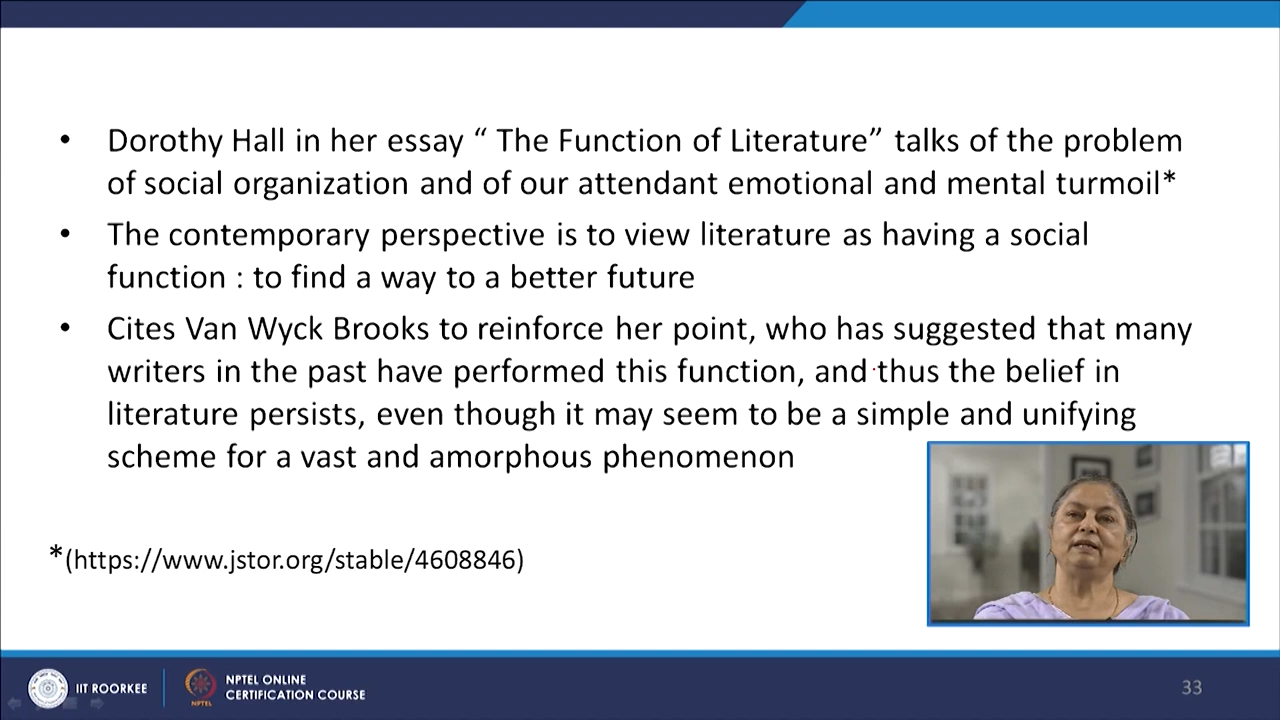 • Dorothy Hall in her essay “ The Function of Literature” talks of the problem
of social organization and of our attendant emotional and mental turmoil*
• The contemporary perspective is to view literature as having a social
function : to find a way to a better future
• Cites Van Wyck Brooks to reinforce her point, who has suggested that many
writers in the past have performed this function, and thus the belief in
literature persists, even though it may seem to be a simple and unifying
scheme for a vast and amorphous phenomenon
*(https://www.jstor.org/stable/4608846)
IIT ROORKEE
NPTEL
NPTEL ONLINE
CERTIFICATION COURSE
33